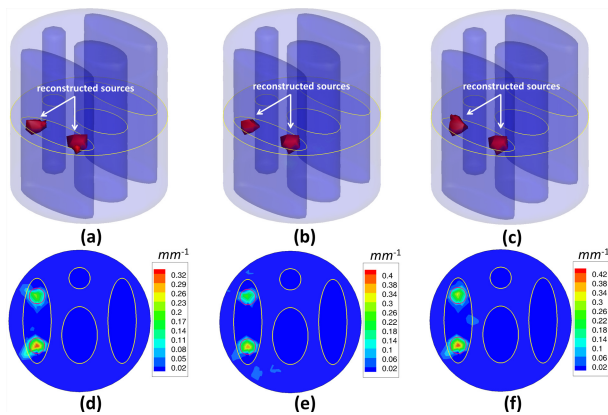 reconstructed sources
reconstructed sources
reconstructed sources
(a)
(b)
(c)
mm⁻¹
0.32
0.29
0.26
0.23
0.2
0.17
0.14
0.11
0.08
0.05
0.02
mm⁻¹
0.4
0.38
0.34
0.3
0.26
0.22
0.18
0.14
0.1
0.06
0.02
mm⁻¹
0.42
0.38
0.34
0.3
0.26
0.22
0.18
0.14
0.1
0.06
0.02
(d)
(e)
(f)